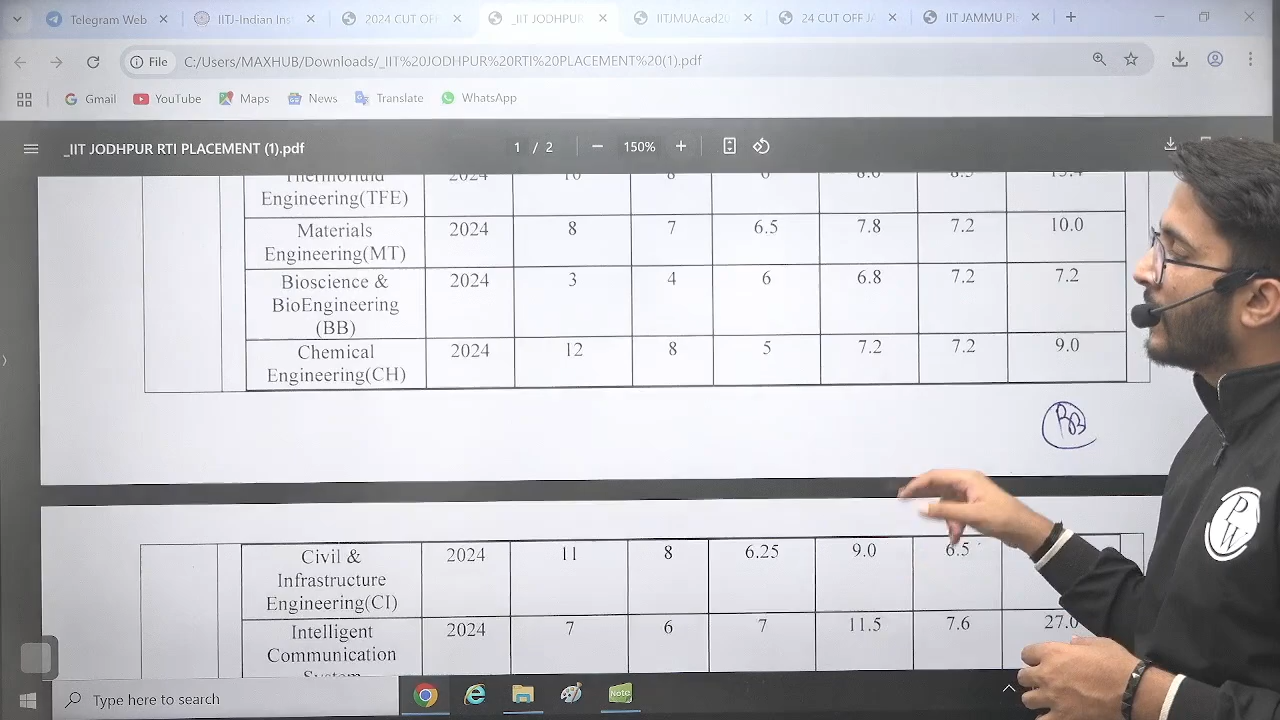 Telegram Web
IITJ-Indian Ins
2024 CUT OF
_IIT JODHPUR
IITJMUAcad20
24 CUT OFF JA
IIT JAMMU Pl
File
C:/Users/MAXHUB/Downloads/_IIT%20JODHPUR%20RTI%20PLACEMENT%20(1).pdf
Gmail
YouTube
Maps
News
Translate
WhatsApp
_IIT JODHPUR RTI PLACEMENT (1).pdf
1 / 2
150%
Engineering(TFE)
2024 10 8 6 8.0 8.5
Materials
Engineering(MT)
2024 8 7 6.5 7.8 7.2 10.0
Bioscience &
BioEngineering
(BB)
2024 3 4 6 6.8 7.2 7.2
Chemical
Engineering(CH)
2024 12 8 5 7.2 7.2 9.0
Civil &
Infrastructure
Engineering(CI)
2024 11 8 6.25 9.0 6.5
Intelligent
Communication
System
2024 7 6 7 11.5 7.6 27.0
PW
Type here to search
Note